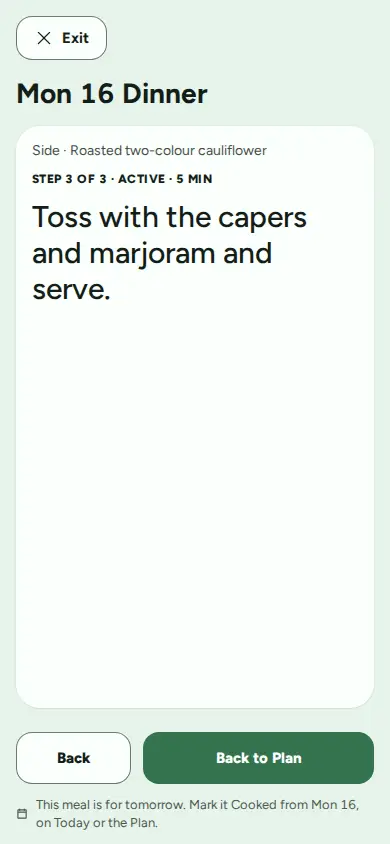 Exit
Mon 16 Dinner
Side · Roasted two-colour cauliflower
STEP 3 OF 3 · ACTIVE · 5 MIN
Toss with the capers
and marjoram and
serve.
Back
Back to Plan
This meal is for tomorrow. Mark it Cooked from Mon 16,
on Today or the Plan.